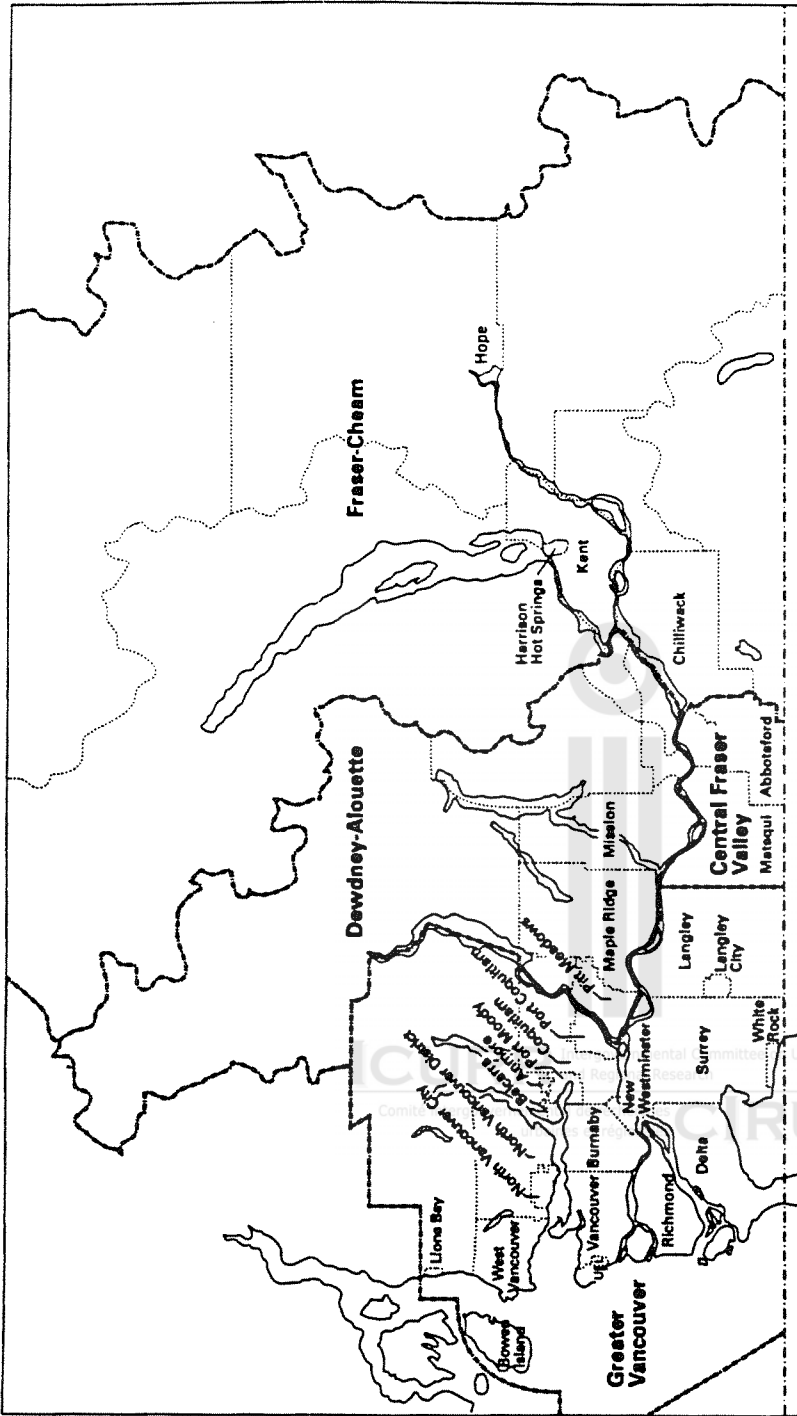 Fraser-Cheam
Hope
Harrison
Hot Springs
Kent
Chilliwack
Dewdney-Alouette
Mission
Central Fraser
Valley
Matsqui
Abbotsford
Maple Ridge
Pitt Meadows
Langley
Langley
City
Port Coquitlam
Coquitlam
Port Moody
Anmore
Belcarra
North Vancouver District
North Vancouver City
New
Westminster
Surrey
White
Rock
Burnaby
Vancouver
UEL
Richmond
Delta
Lions Bay
West
Vancouver
Bowen
Island
Greater
Vancouver